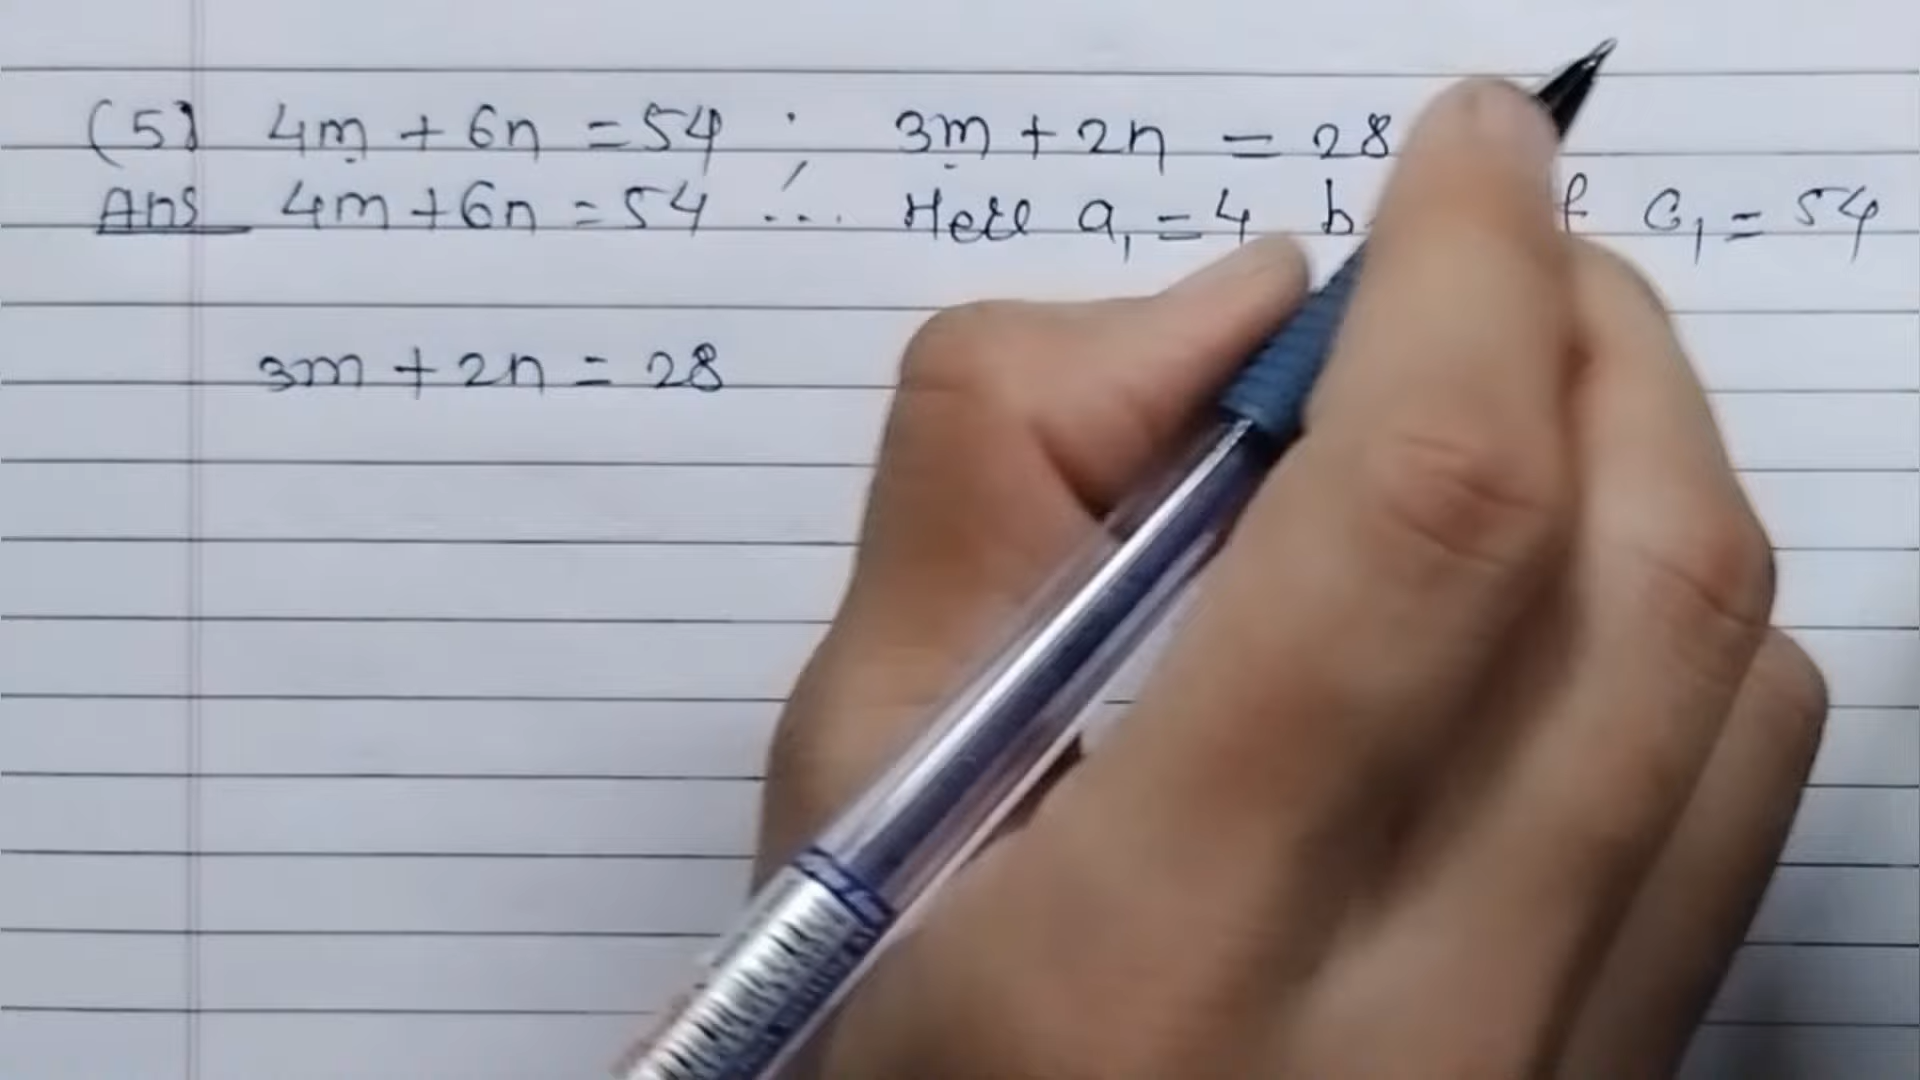 (5) 4m + 6n = 54 ; 3m + 2n = 28
Ans 4m + 6n = 54 ... Here a₁ = 4 b & c₁ = 54
3m + 2n = 28